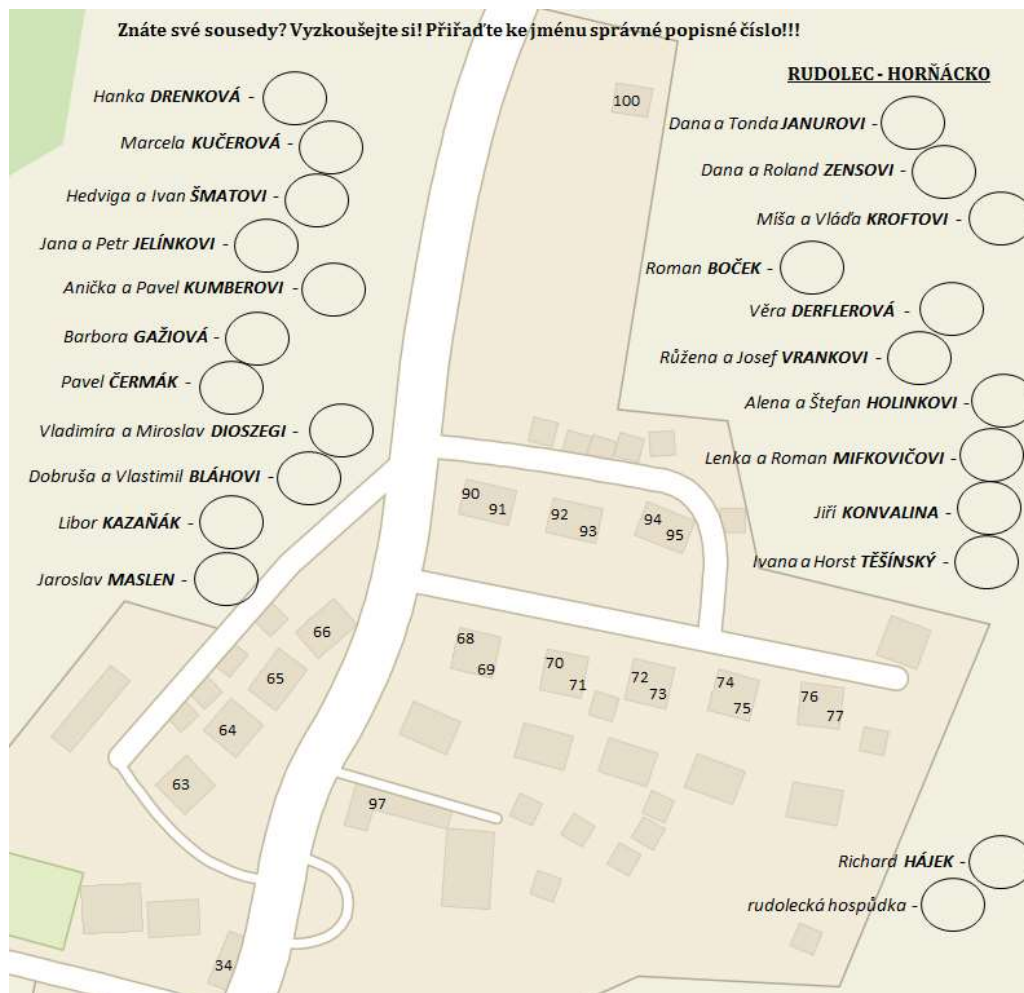 Znáte své sousedy? Vyzkoušejte si! Přiřaďte ke jménu správné popisné číslo!!!
RUDOLEC - HORŇÁCKO
Hanka DRENKOVÁ -
Marcela KUČEROVÁ -
Hedviga a Ivan ŠMATOVI -
Jana a Petr JELÍNKOVI -
Anička a Pavel KUMBEROVI -
Barbora GAŽIOVÁ -
Pavel ČERMÁK -
Vladimíra a Miroslav DIOSZEGI -
Dobruša a Vlastimil BLÁHOVI -
Libor KAZAŇÁK -
Jaroslav MASLEN -
Dana a Tonda JANUROVI -
Dana a Roland ZENSOVI -
Míša a Vláďa KROFTOVI -
Roman BOČEK -
Věra DERFLEROVÁ -
Růžena a Josef VRANKOVI -
Alena a Štefan HOLINKOVI -
Lenka a Roman MIFKOVIČOVI -
Jiří KONVALINA -
Ivana a Horst TĚŠÍNSKÝ -
Richard HÁJEK -
rudolecká hospůdka -
100
90
91
92
93
94
95
66
65
64
63
68
69
70
71
72
73
74
75
76
77
97
34